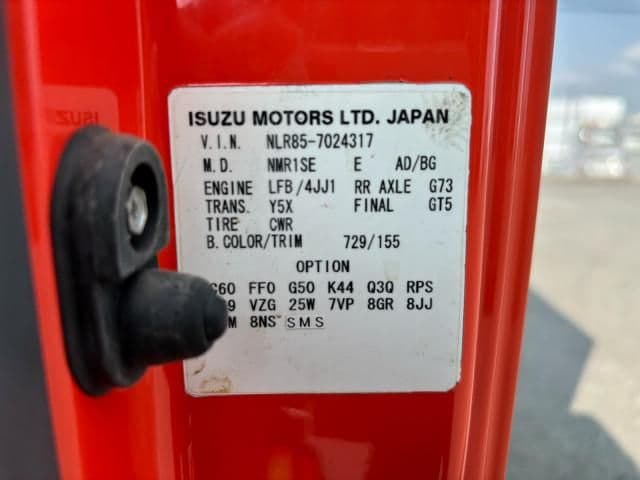 ISUZU MOTORS LTD. JAPAN
V.I.N. NLR85-7024317
M.D. NMR1SE E AD/BG
ENGINE LFB/4JJ1 RR AXLE G73
TRANS. Y5X FINAL GT5
TIRE CWR
B.COLOR/TRIM 729/155
OPTION
FF0 G50 K44 Q3Q RPS
VZG 25W 7VP 8GR 8JJ
8NS SMS